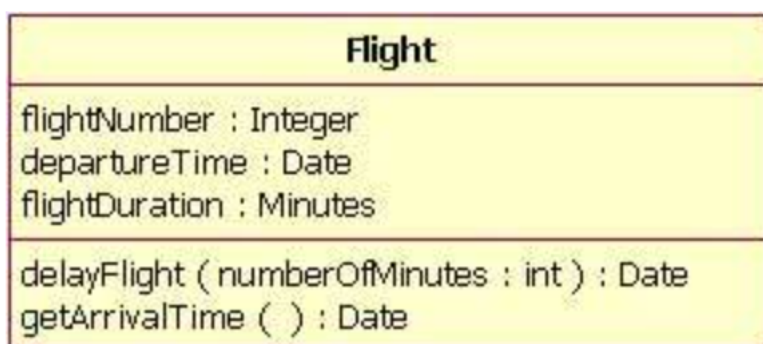 Flight
flightNumber : Integer
departureTime : Date
flightDuration : Minutes
delayFlight ( numberOfMinutes : int ) : Date
getArrivalTime ( ) : Date